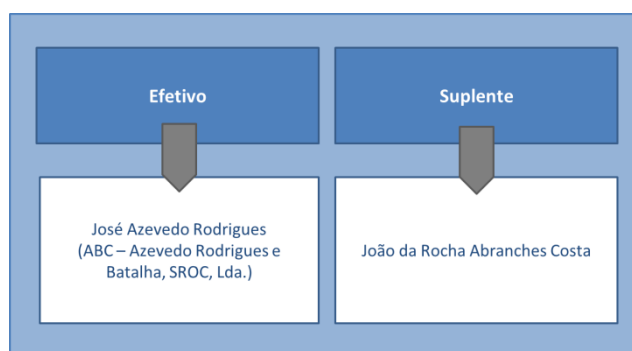 Efetivo
Suplente
José Azevedo Rodrigues
(ABC – Azevedo Rodrigues e
Batalha, SROC, Lda.)
João da Rocha Abranches Costa